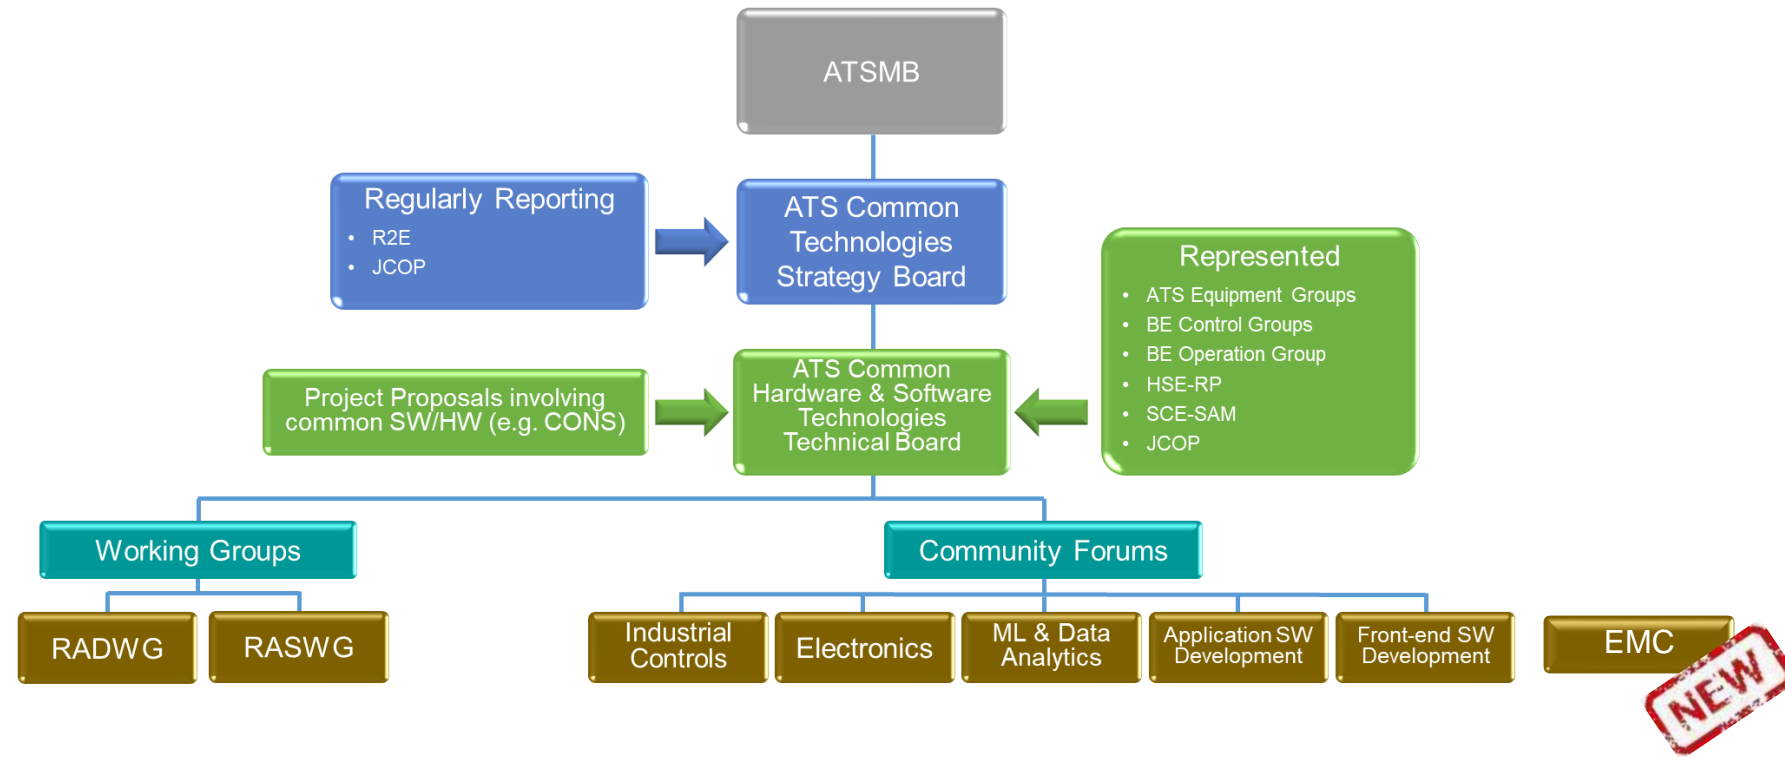 ATSMB
Regularly Reporting
• R2E
• JCOP
ATS Common
Technologies
Strategy Board
Represented
• ATS Equipment Groups
• BE Control Groups
• BE Operation Group
• HSE-RP
• SCE-SAM
• JCOP
Project Proposals involving
common SW/HW (e.g. CONS)
ATS Common
Hardware & Software
Technologies
Technical Board
Working Groups
Community Forums
RADWG
RASWG
Industrial
Controls
Electronics
ML & Data
Analytics
Application SW
Development
Front-end SW
Development
EMC
NEW